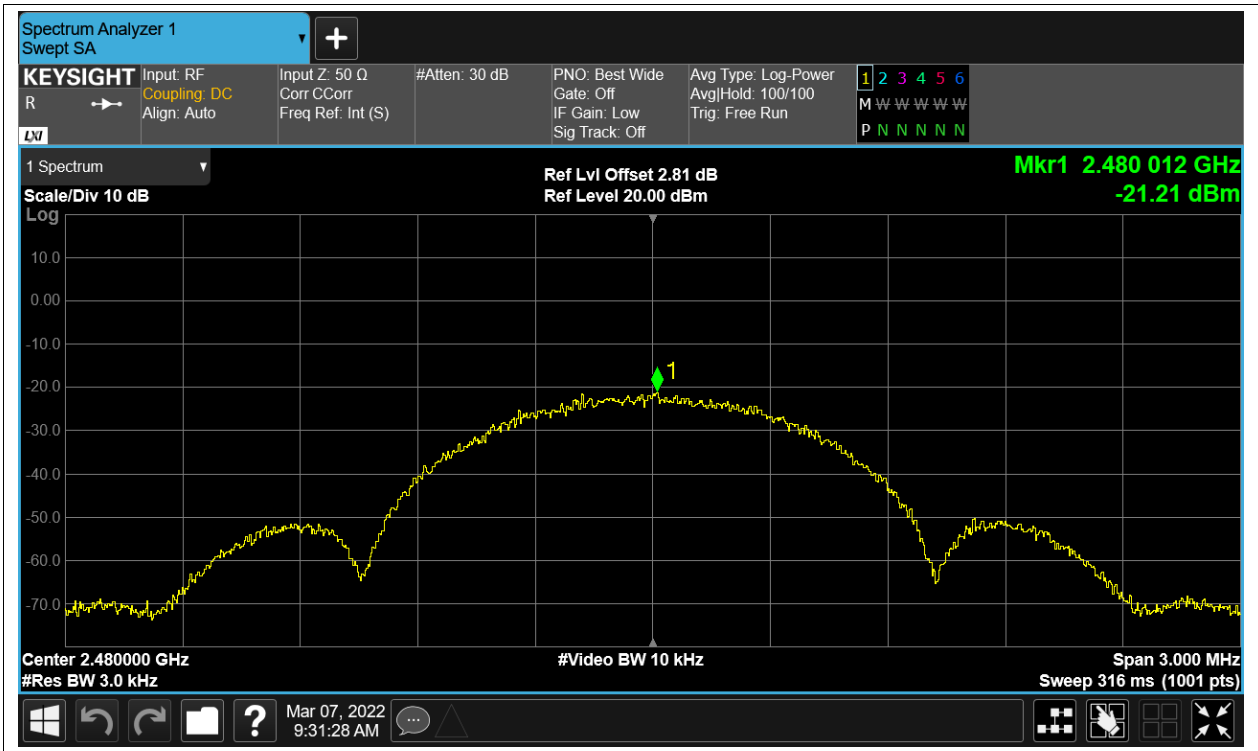 Spectrum Analyzer 1
Swept SA
+
KEYSIGHT
R
LXI
Input: RF
Coupling: DC
Align: Auto
Input Z: 50 Ω
Corr CCorr
Freq Ref: Int (S)
#Atten: 30 dB
PNO: Best Wide
Gate: Off
IF Gain: Low
Sig Track: Off
Avg Type: Log-Power
Avg|Hold: 100/100
Trig: Free Run
1 2 3 4 5 6
M W W W W W W
P N N N N N
1 Spectrum
Scale/Div 10 dB
Log
Ref Lvl Offset 2.81 dB
Ref Level 20.00 dBm
Mkr1 2.480 012 GHz
-21.21 dBm
10.0
0.00
-10.0
-20.0
-30.0
-40.0
-50.0
-60.0
-70.0
1
Center 2.480000 GHz
#Res BW 3.0 kHz
#Video BW 10 kHz
Span 3.000 MHz
Sweep 316 ms (1001 pts)
?
Mar 07, 2022
9:31:28 AM